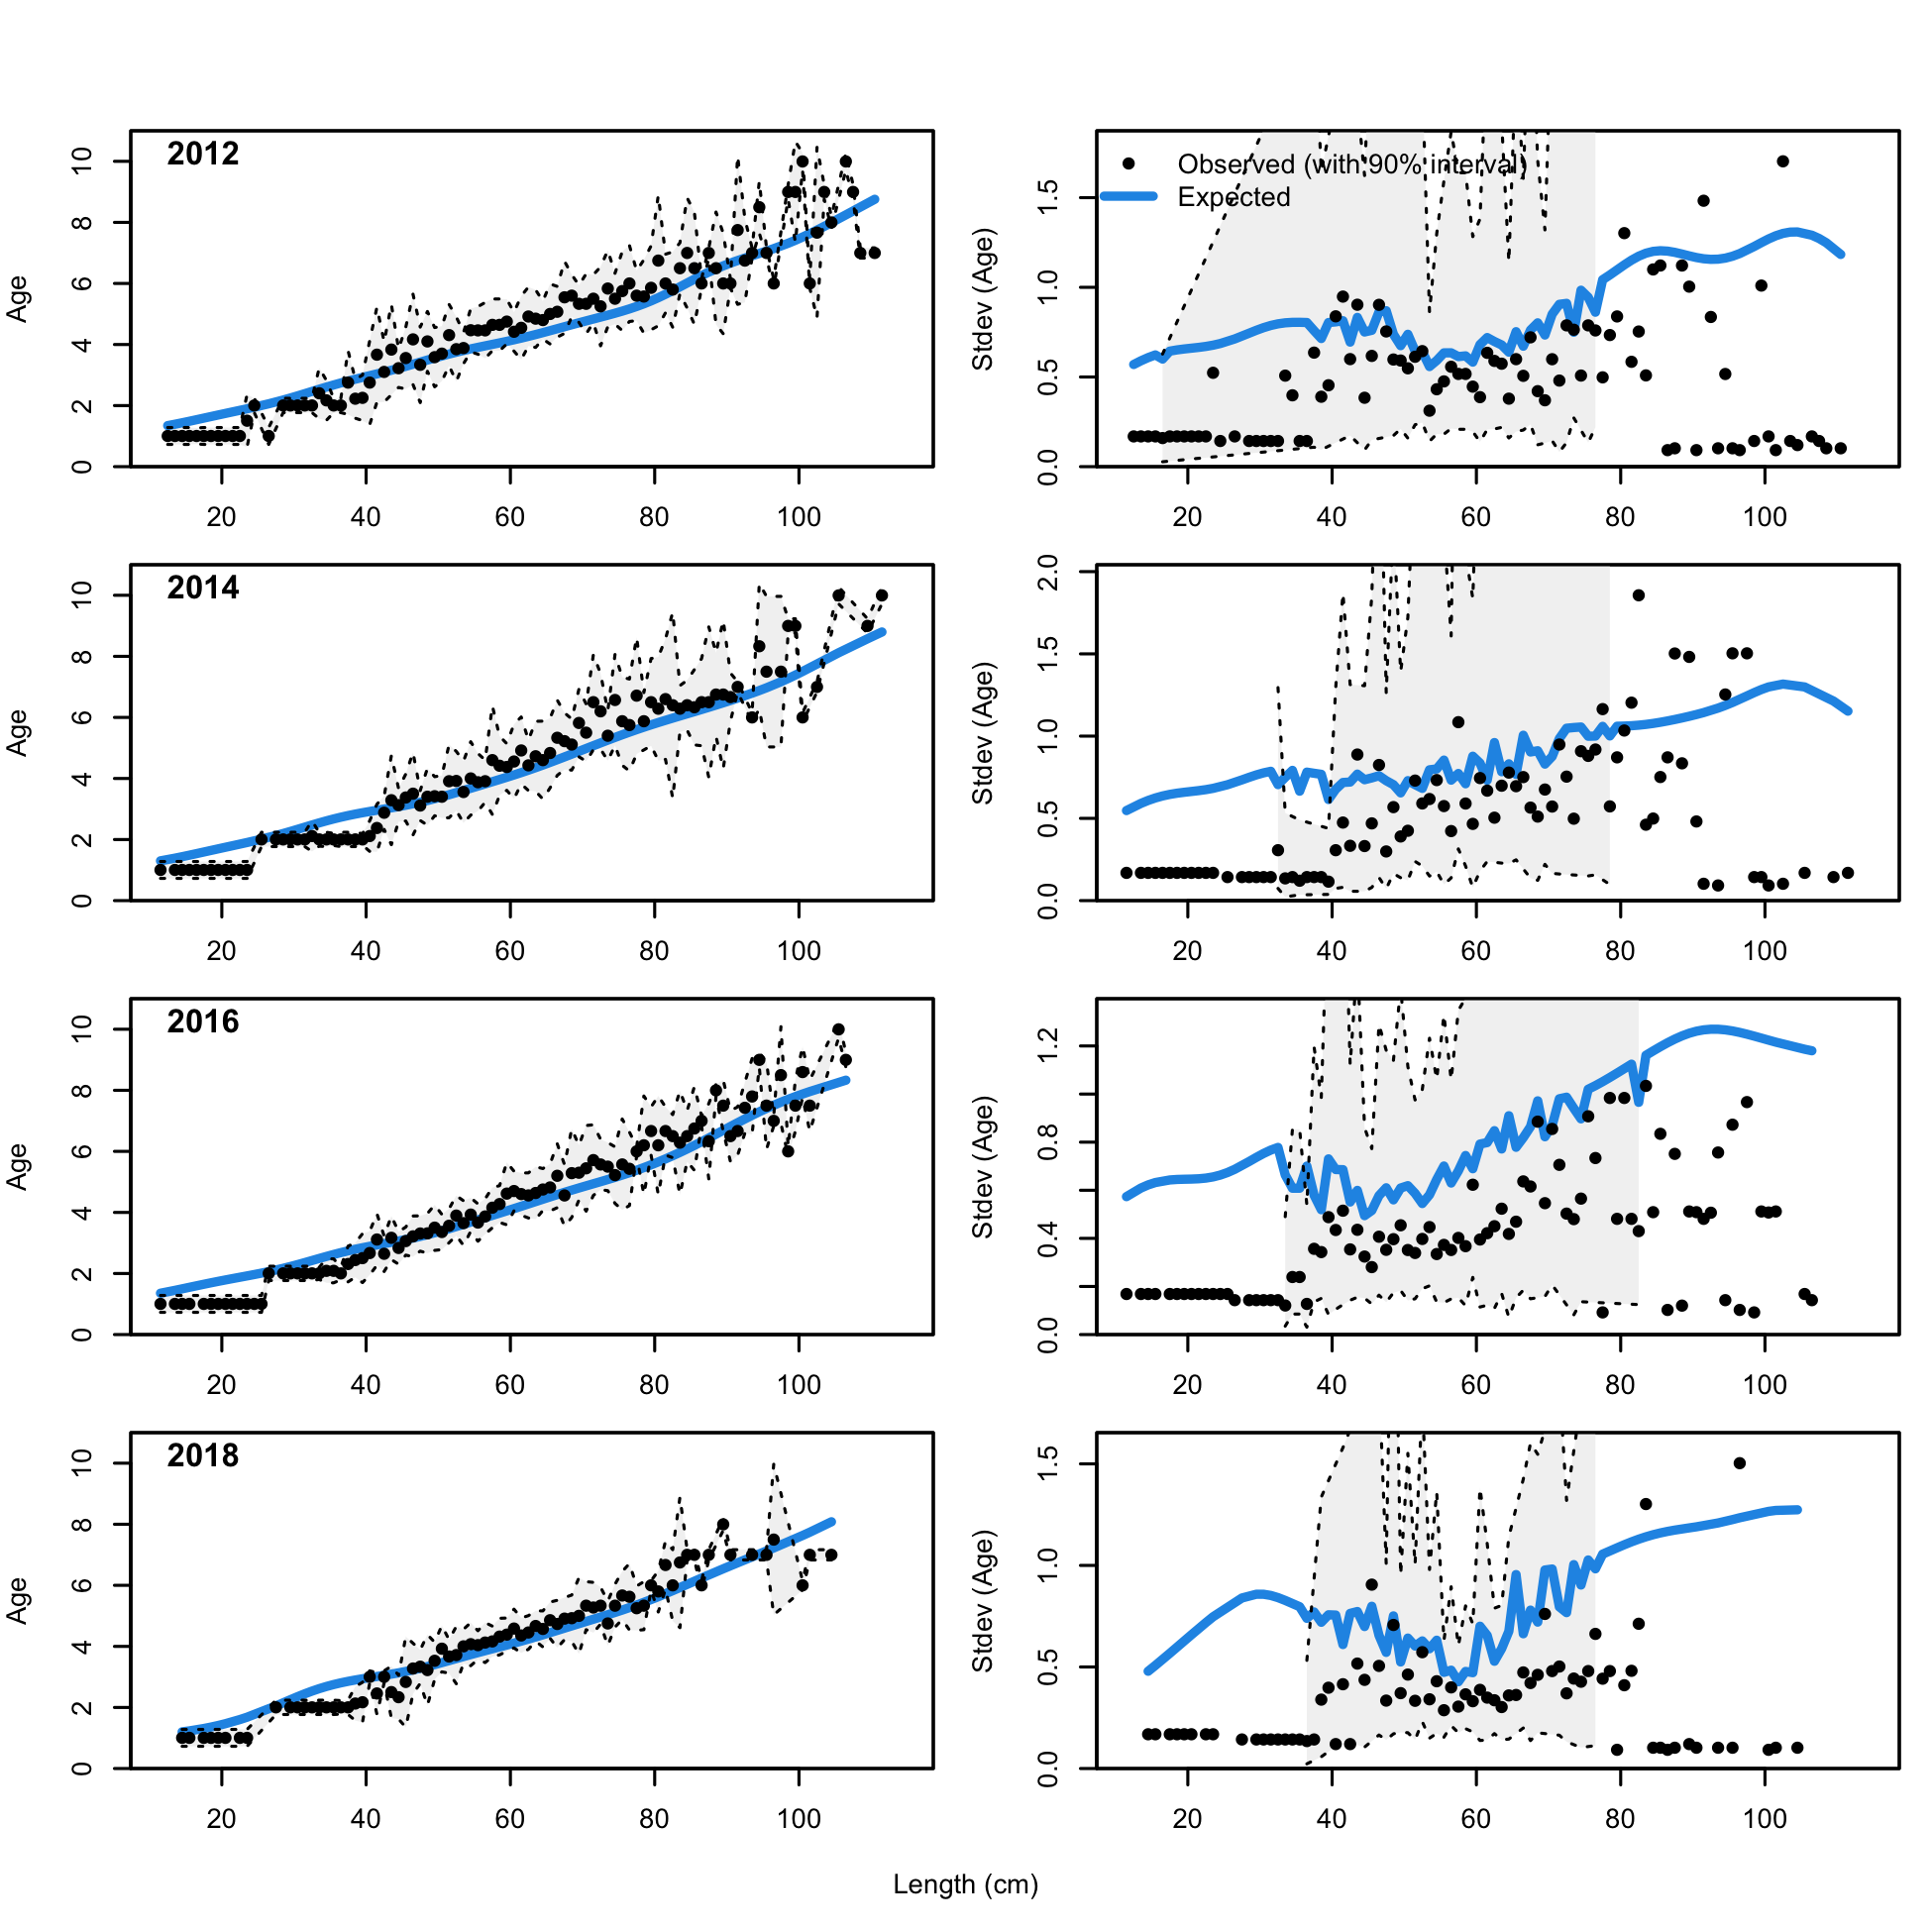 2012
Age
0 2 4 6 8 10
20 40 60 80 100
Observed (with 90% interval)
Expected
Stdev (Age)
0.0 0.5 1.0 1.5
20 40 60 80 100
2014
Age
0 2 4 6 8 10
20 40 60 80 100
Stdev (Age)
0.0 0.5 1.0 1.5 2.0
20 40 60 80 100
2016
Age
0 2 4 6 8 10
20 40 60 80 100
Stdev (Age)
0.0 0.4 0.8 1.2
20 40 60 80 100
2018
Age
0 2 4 6 8 10
20 40 60 80 100
Stdev (Age)
0.0 0.5 1.0 1.5
20 40 60 80 100
Length (cm)